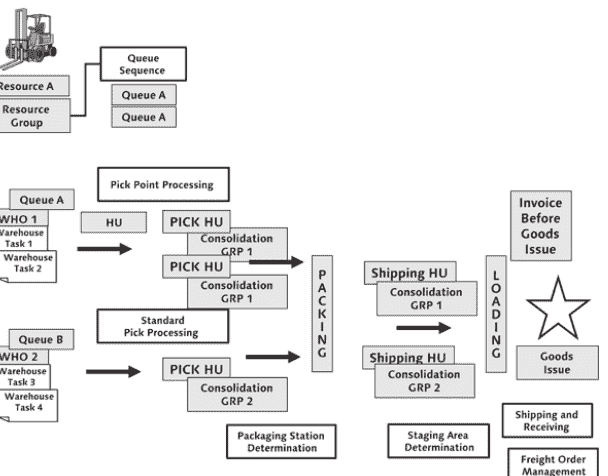 Queue
Sequence
Resource A
Queue A
Resource
Group
Queue A
Pick Point Processing
Queue A
WHO 1
Warehouse
Task 1
Warehouse
Task 2
HU
PICK HU
Consolidation
GRP 1
PICK HU
Consolidation
GRP 1
PACKING
Shipping HU
Consolidation
GRP 1
LOADING
Invoice
Before
Goods
Issue
Standard
Pick Processing
Queue B
WHO 2
Warehouse
Task 3
Warehouse
Task 4
PICK HU
Consolidation
GRP 2
Shipping HU
Consolidation
GRP 2
Goods
Issue
Packaging Station
Determination
Staging Area
Determination
Shipping and
Receiving
Freight Order
Management